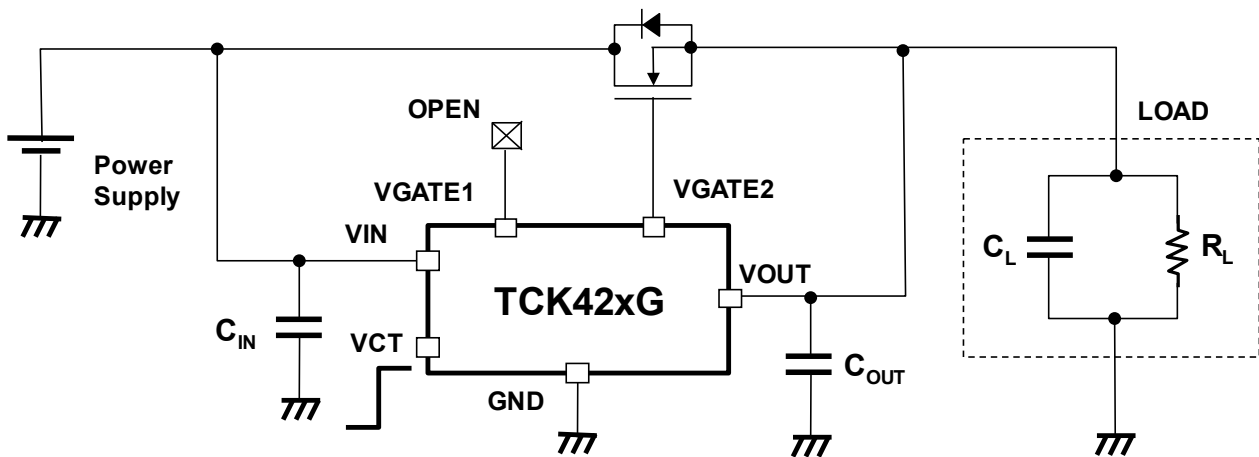 OPEN
LOAD
Power
Supply
VGATE1
VGATE2
VIN
VOUT
TCK42xG
C_IN
VCT
C_OUT
GND
C_L
R_L